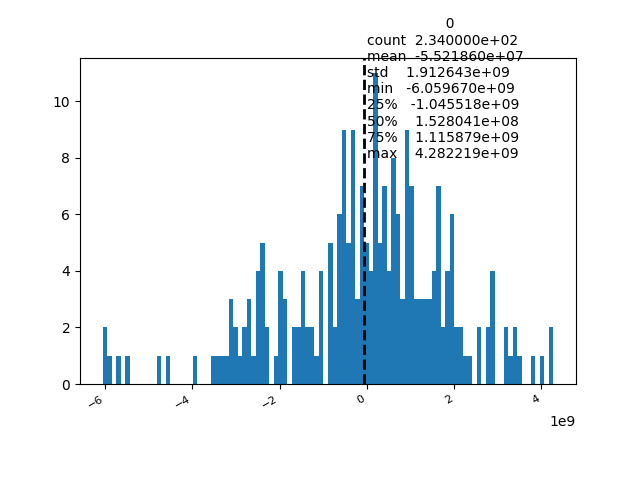 0
count 2.340000e+02
mean -5.521860e+07
std 1.912643e+09
min -6.059670e+09
25% -1.045518e+09
50% 1.528041e+08
75% 1.115879e+09
max 4.282219e+09
10
8
6
4
2
0
−6 −4 −2 0 2 4
1e9